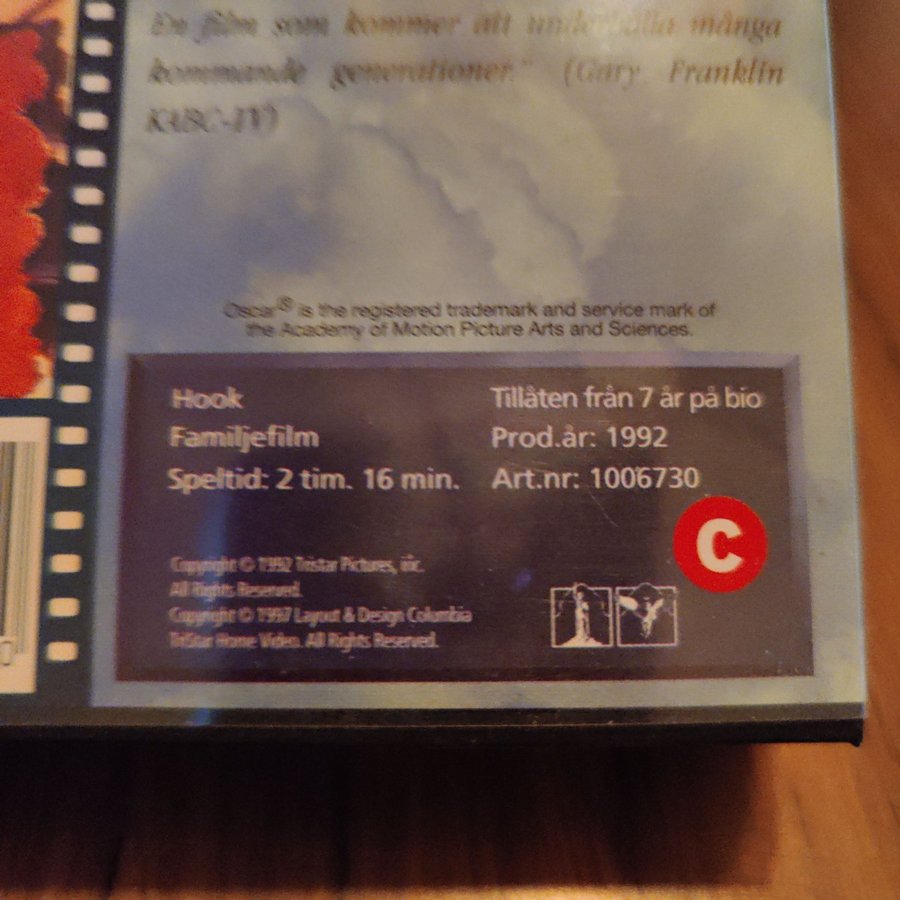 En film som kommer att underhålla många
kommande generationer." (Gary Franklin
KABC-TV)
Oscar® is the registered trademark and service mark of
the Academy of Motion Picture Arts and Sciences.
Hook
Familjefilm
Speltid: 2 tim. 16 min.
Tillåten från 7 år på bio
Prod.år: 1992
Art.nr: 1006730
C
Copyright © 1992 Tristar Pictures, inc.
All Rights Reserved.
Copyright © 1997 Layout & Design Columbia
TriStar Home Video. All Rights Reserved.